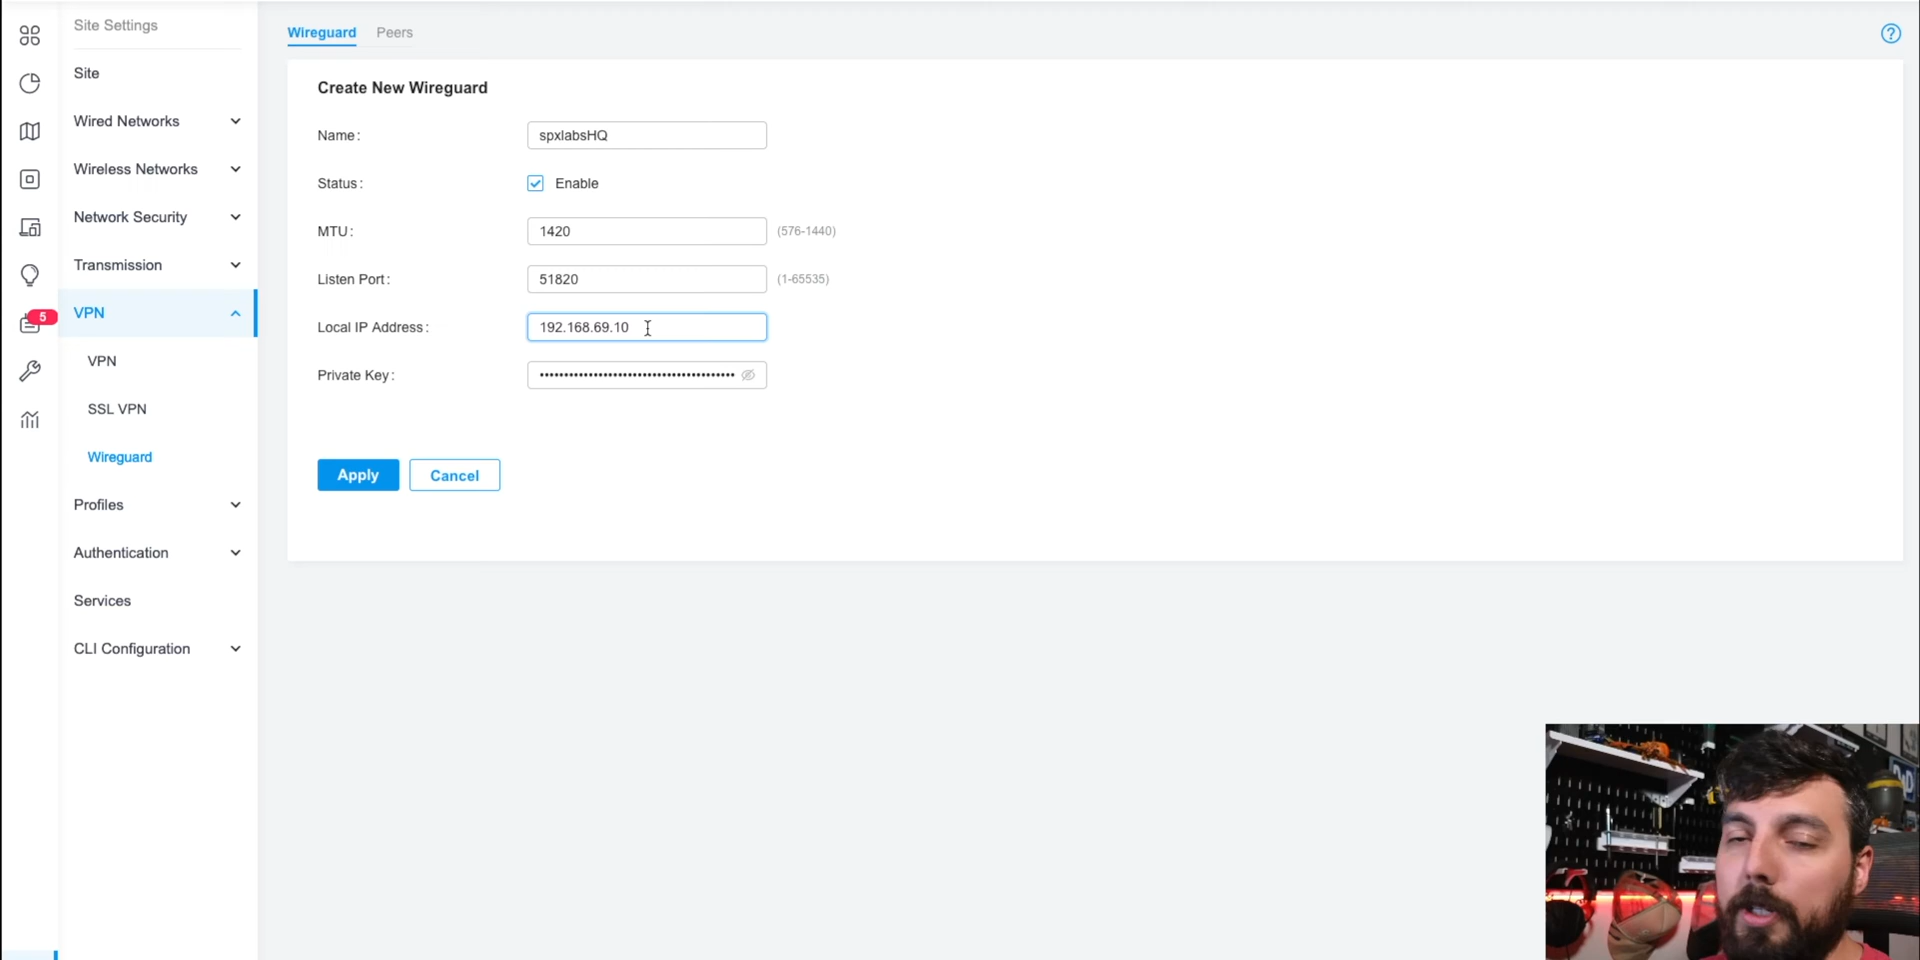 Site Settings
Site
Wired Networks
Wireless Networks
Network Security
Transmission
5
VPN
VPN
SSL VPN
Wireguard
Profiles
Authentication
Services
CLI Configuration
Wireguard Peers
?
Create New Wireguard
Name: spxlabsHQ
Status: Enable
MTU: 1420 (576-1440)
Listen Port: 51820 (1-65535)
Local IP Address: 192.168.69.10
Private Key: ••••••••••••••••••••••••••••••••••••••••
Apply Cancel